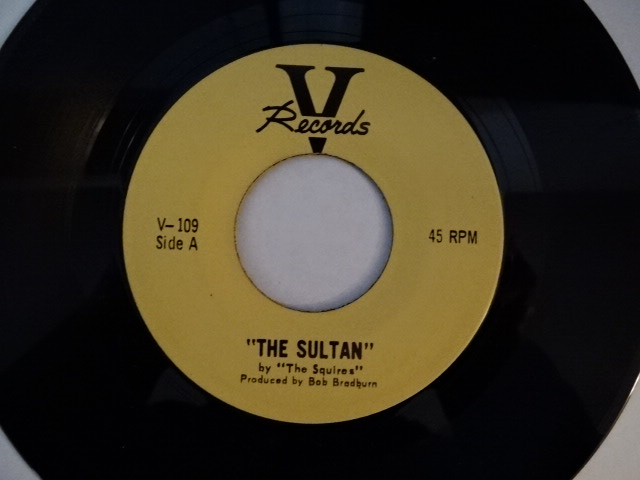 V
Records
V-109
Side A
45 RPM
"THE SULTAN"
by "The Squires"
Produced by Bob Bradburn